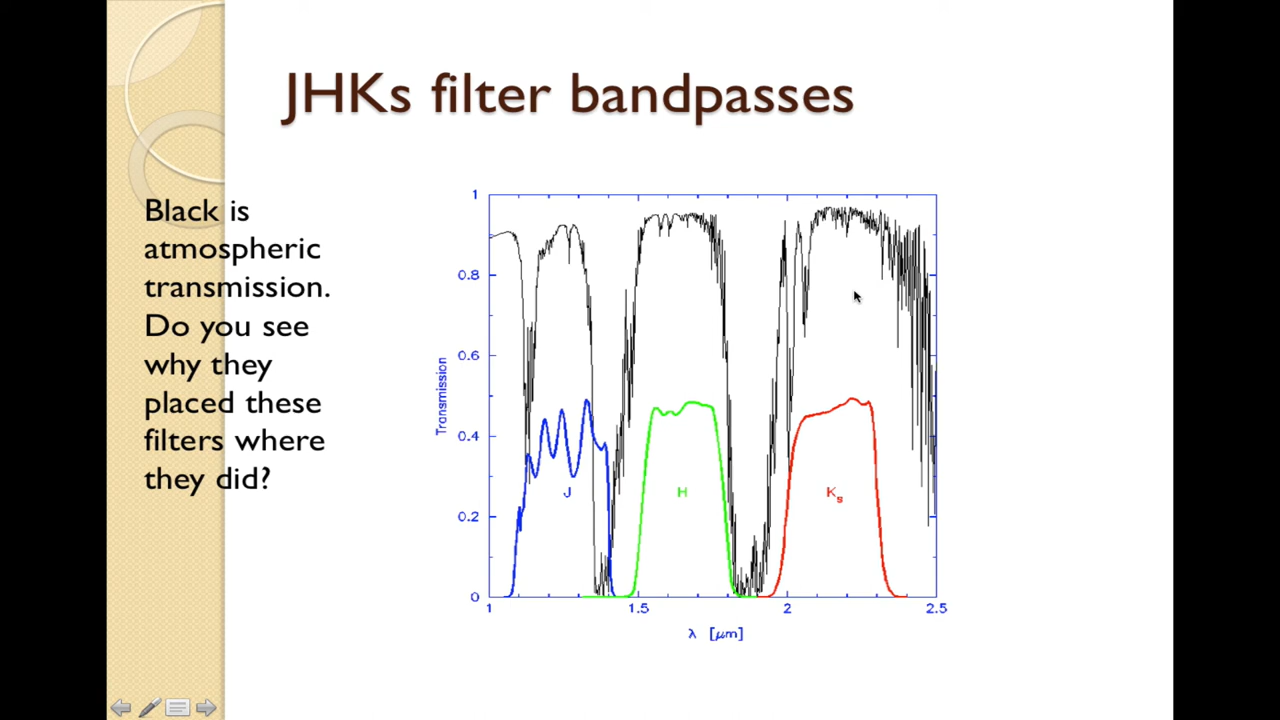 JHKs filter bandpasses
Black is
atmospheric
transmission.
Do you see
why they
placed these
filters where
they did?
1
0.8
0.6
0.4
0.2
0
Transmission
J
H
Ks
1
1.5
2
2.5
λ [μm]